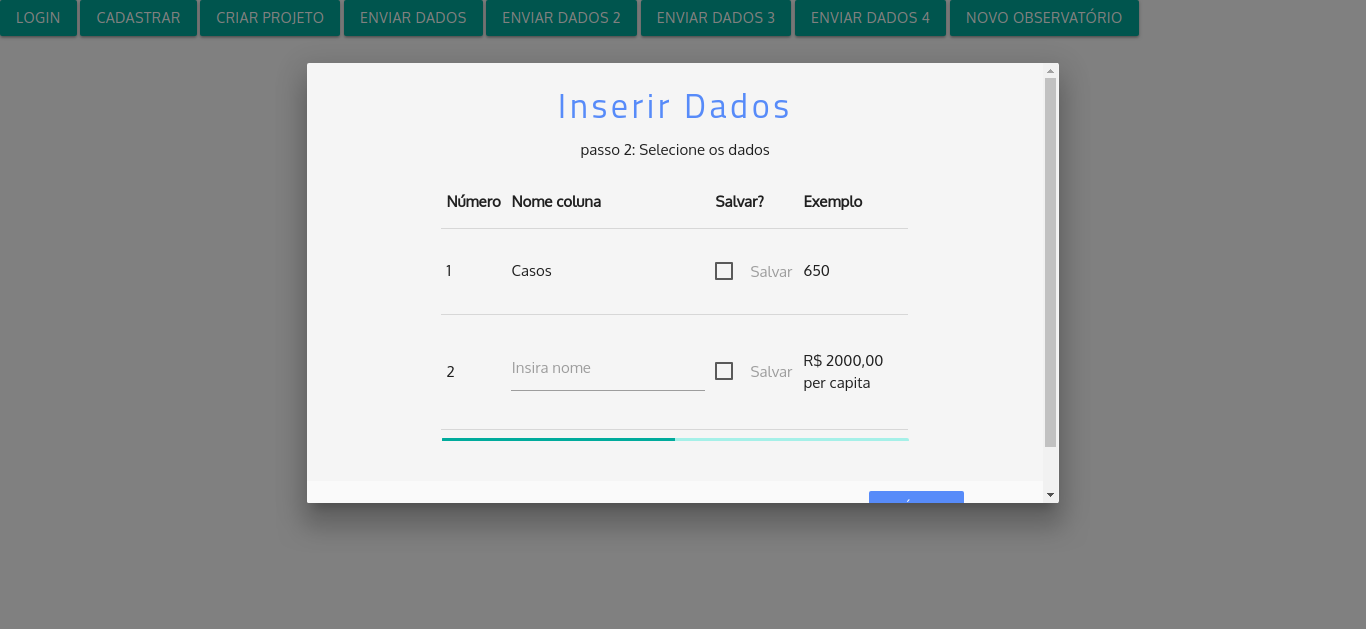 LOGIN CADASTRAR CRIAR PROJETO ENVIAR DADOS ENVIAR DADOS 2 ENVIAR DADOS 3 ENVIAR DADOS 4 NOVO OBSERVATÓRIO
Inserir Dados
passo 2: Selecione os dados
Número Nome coluna Salvar? Exemplo
1 Casos Salvar 650
2 Insira nome Salvar R$ 2000,00
per capita